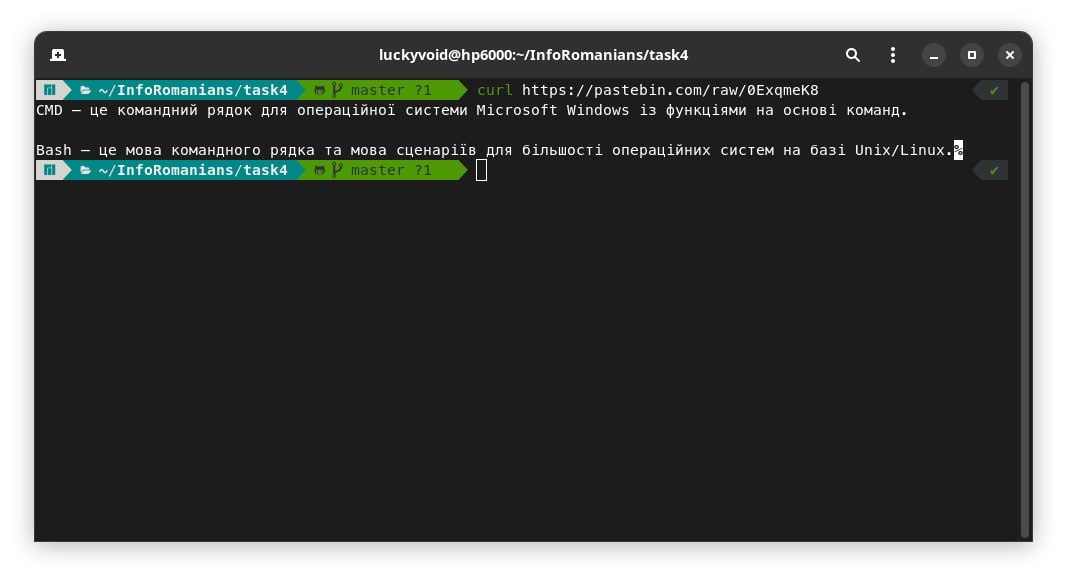 luckyvoid@hp6000:~/InfoRomanians/task4
~/InfoRomanians/task4 master ?1 curl https://pastebin.com/raw/0ExqmeK8 ✔
CMD — це командний рядок для операційної системи Microsoft Windows із функціями на основі команд.
Bash — це мова командного рядка та мова сценаріїв для більшості операційних систем на базі Unix/Linux.%
~/InfoRomanians/task4 master ?1 ✔